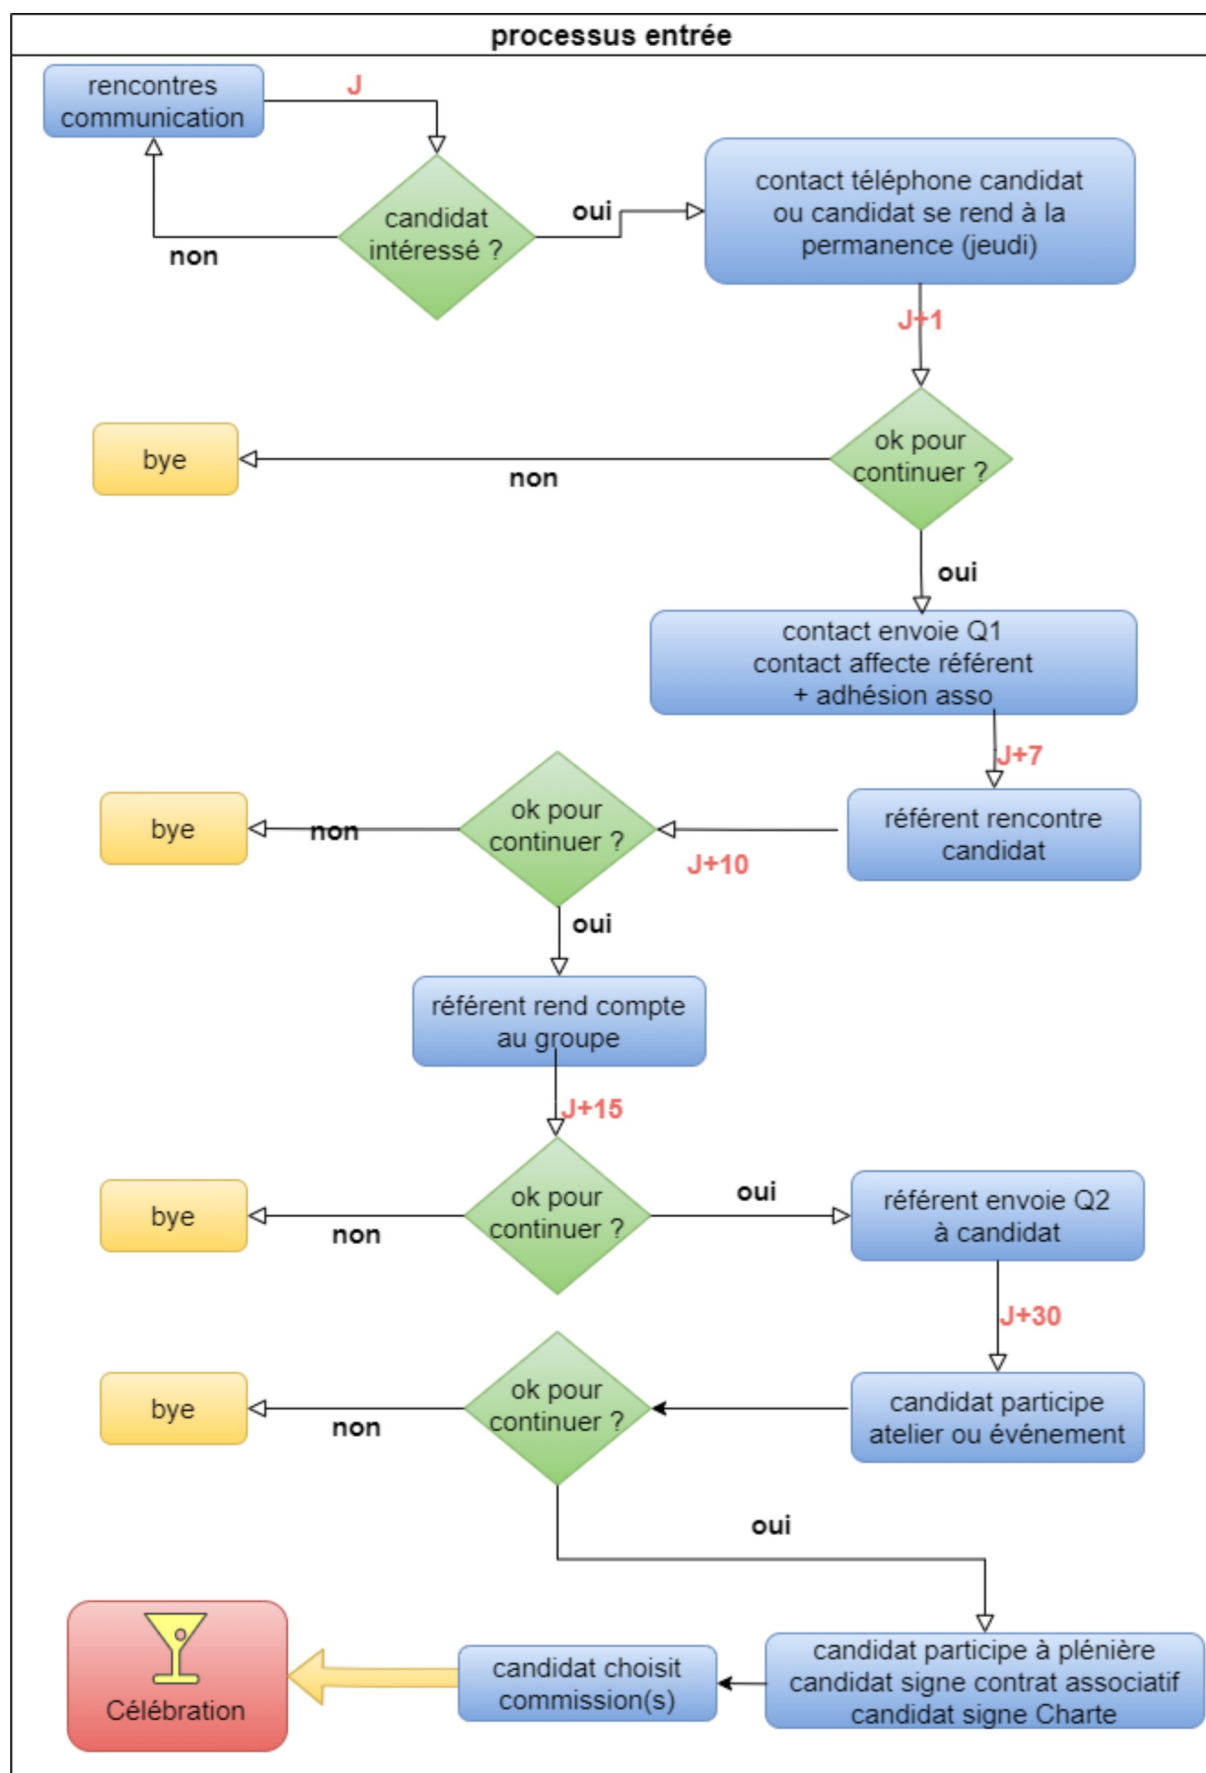 processus entrée
rencontres
communication
J
candidat
intéressé ?
non
oui
contact téléphone candidat
ou candidat se rend à la
permanence (jeudi)
J+1
ok pour
continuer ?
non
bye
oui
contact envoie Q1
contact affecte référent
+ adhésion asso
J+7
référent rencontre
candidat
J+10
ok pour
continuer ?
non
bye
oui
référent rend compte
au groupe
J+15
ok pour
continuer ?
non
bye
oui
référent envoie Q2
à candidat
J+30
candidat participe
atelier ou événement
ok pour
continuer ?
non
bye
oui
candidat participe à plénière
candidat signe contrat associatif
candidat signe Charte
candidat choisit
commission(s)
Célébration